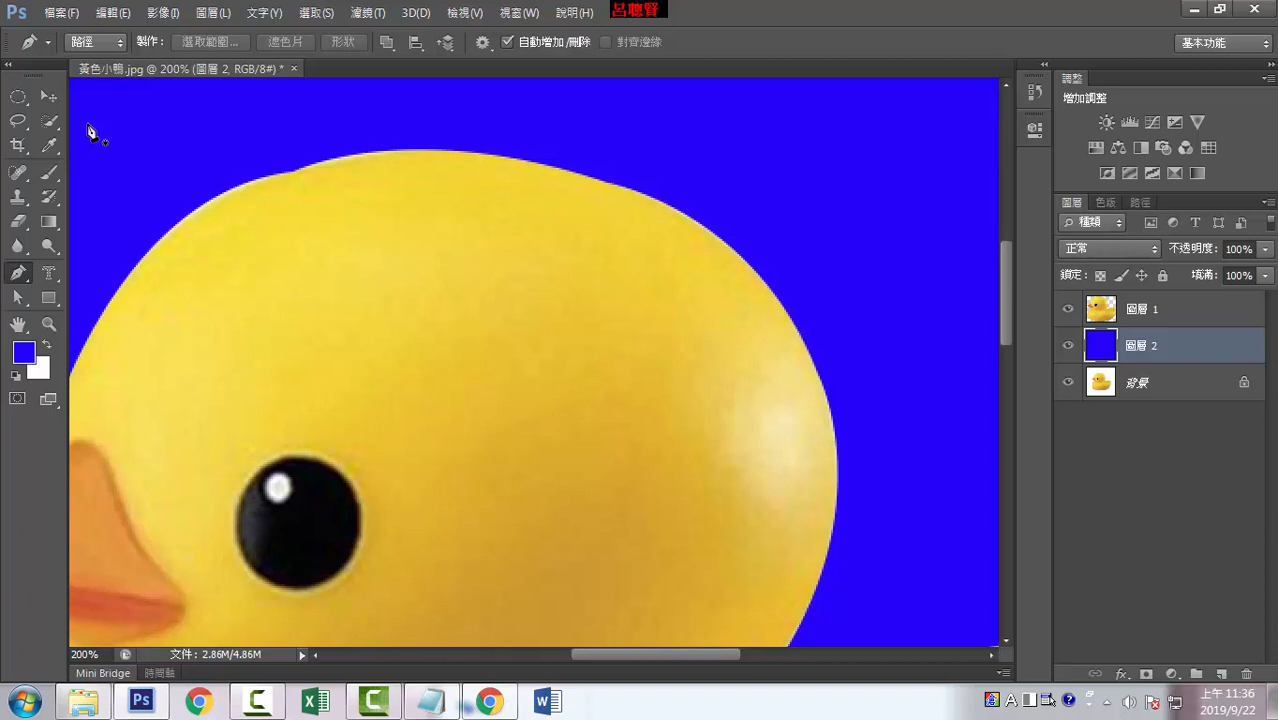 Ps 檔案(F) 編輯(E) 影像(I) 圖層(L) 文字(Y) 選取(S) 濾鏡(T) 3D(D) 檢視(V) 視窗(W) 說明(H) 呂聰賢
路徑 製作: 選取範圍... 遮色片 形狀 自動增加/刪除 對齊邊緣 基本功能
黃色小鴨.jpg @ 200% (圖層 2, RGB/8#) * ×
調整
增加調整
圖層 色版 路徑
種類
正常 不透明度: 100%
鎖定: 填滿: 100%
圖層 1
圖層 2
背景
200% 文件: 2.86M/4.86M
Mini Bridge 時間軸
上午 11:36
2019/9/22